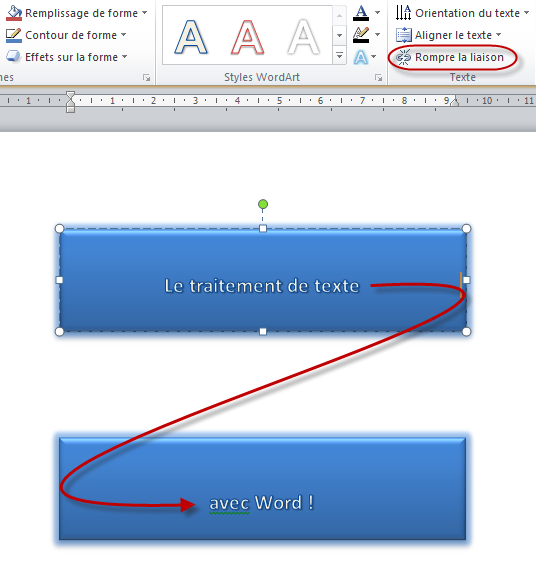 Remplissage de forme
Contour de forme
Effets sur la forme
A A A
A
A
Orientation du texte
Aligner le texte
Rompre la liaison
nes
Styles WordArt
Texte
1 1 2 3 4 5 6 7 8 9 10 11
Le traitement de texte
avec Word !